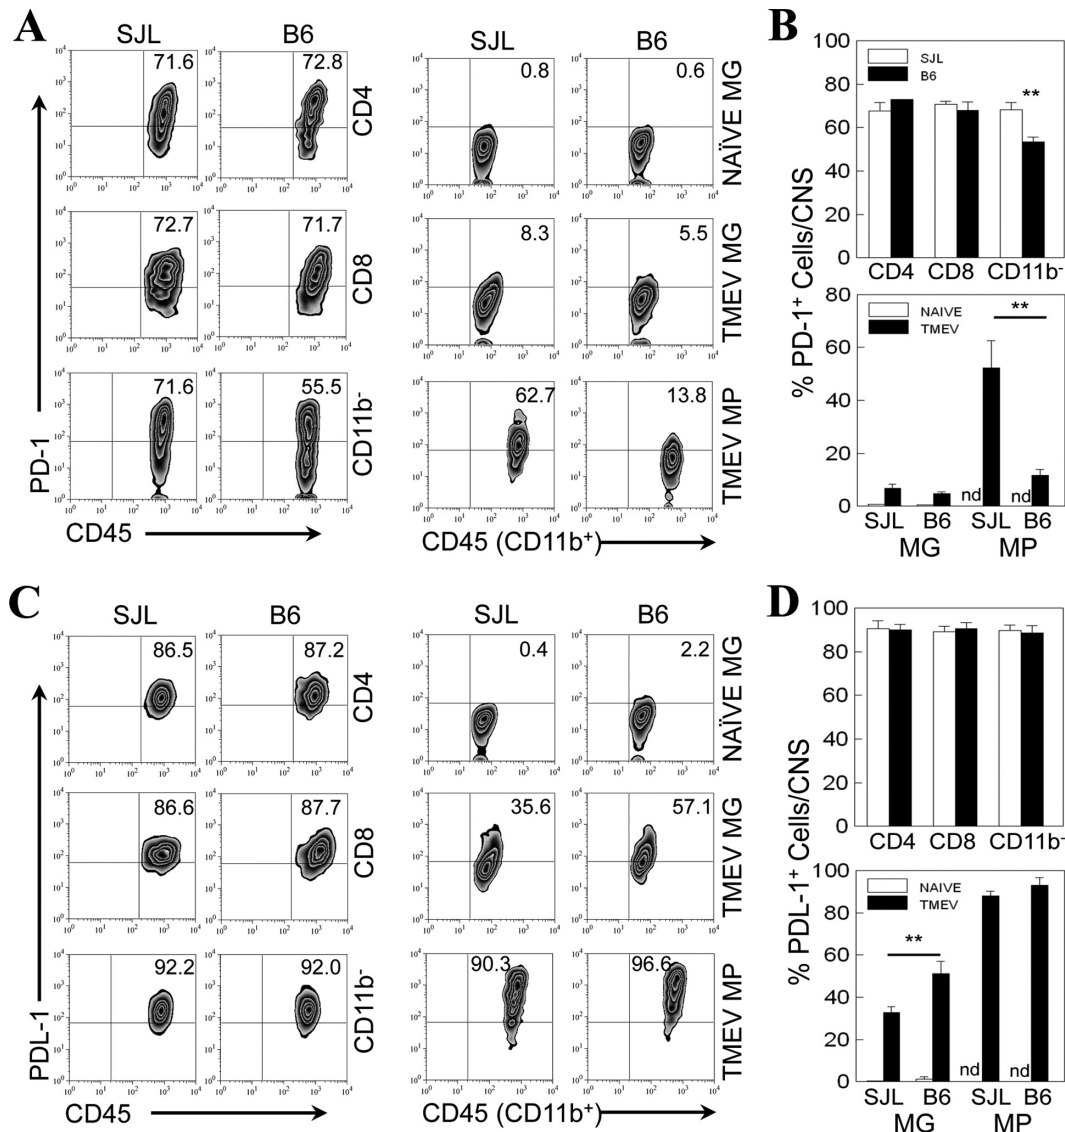 A
SJL
B6
SJL
B6
71.6
72.8
CD4
0.8
0.6
NAÏVE MG
72.7
71.7
CD8
8.3
5.5
TMEV MG
71.6
55.5
CD11b-
62.7
13.8
TMEV MP
PD-1
CD45
CD45 (CD11b+)
B
100
80
60
40
20
0
SJL
B6
**
CD4
CD8
CD11b-
% PD-1+ Cells/CNS
80
60
40
20
0
NAIVE
TMEV
**
nd
nd
SJL
B6
SJL
B6
MG
MP
C
SJL
B6
SJL
B6
86.5
87.2
CD4
0.4
2.2
NAÏVE MG
86.6
87.7
CD8
35.6
57.1
TMEV MG
92.2
92.0
CD11b-
90.3
96.6
TMEV MP
PDL-1
CD45
CD45 (CD11b+)
D
100
80
60
40
20
0
CD4
CD8
CD11b-
% PDL-1+ Cells/CNS
100
80
60
40
20
0
NAIVE
TMEV
**
nd
nd
SJL
B6
SJL
B6
MG
MP